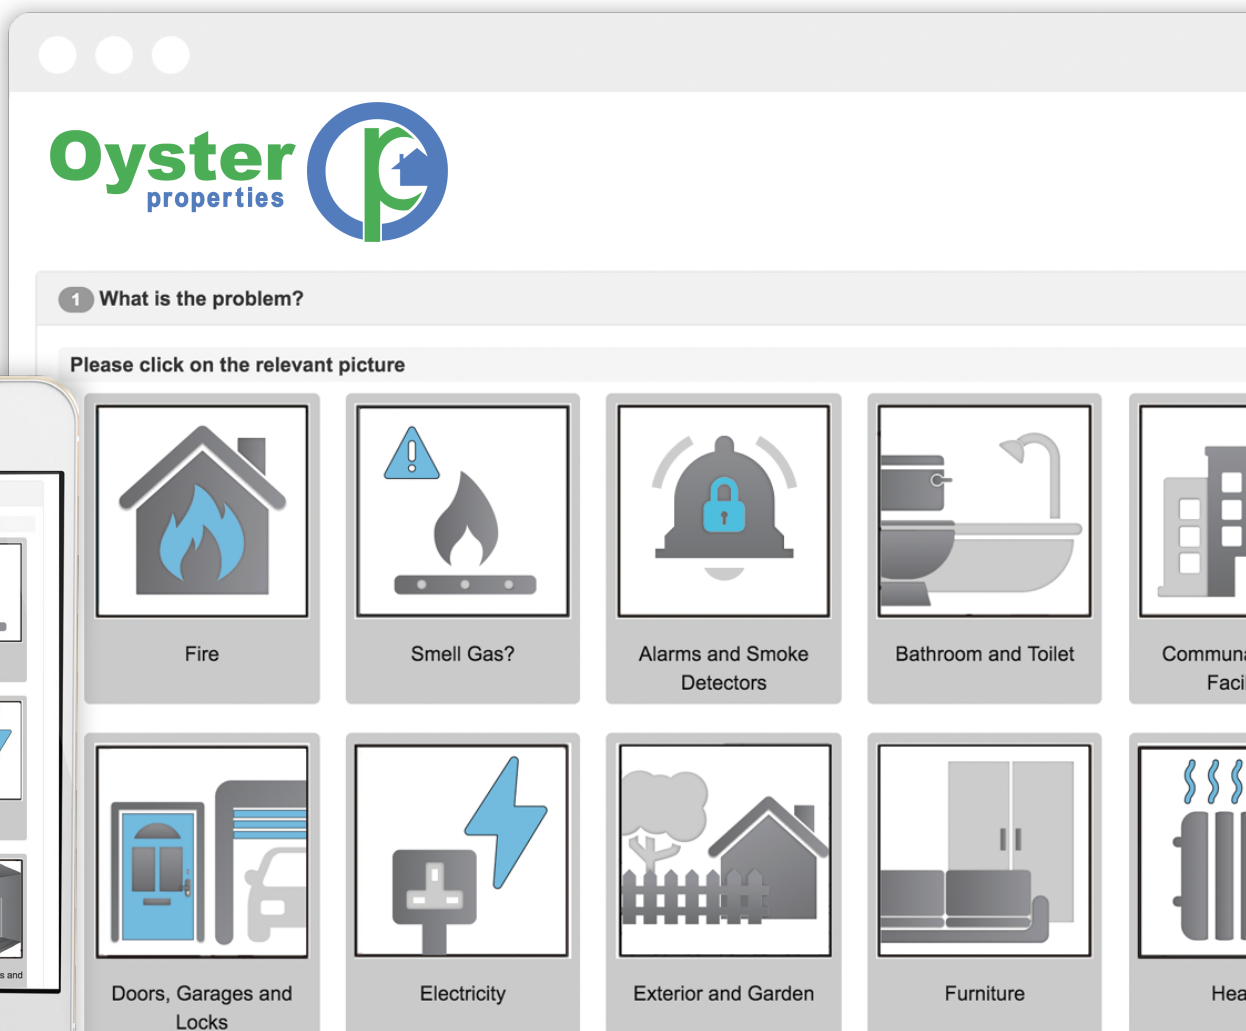 Oyster
properties
1 What is the problem?
Please click on the relevant picture
Fire
Smell Gas?
Alarms and Smoke
Detectors
Bathroom and Toilet
Doors, Garages and
Locks
Electricity
Exterior and Garden
Furniture
and